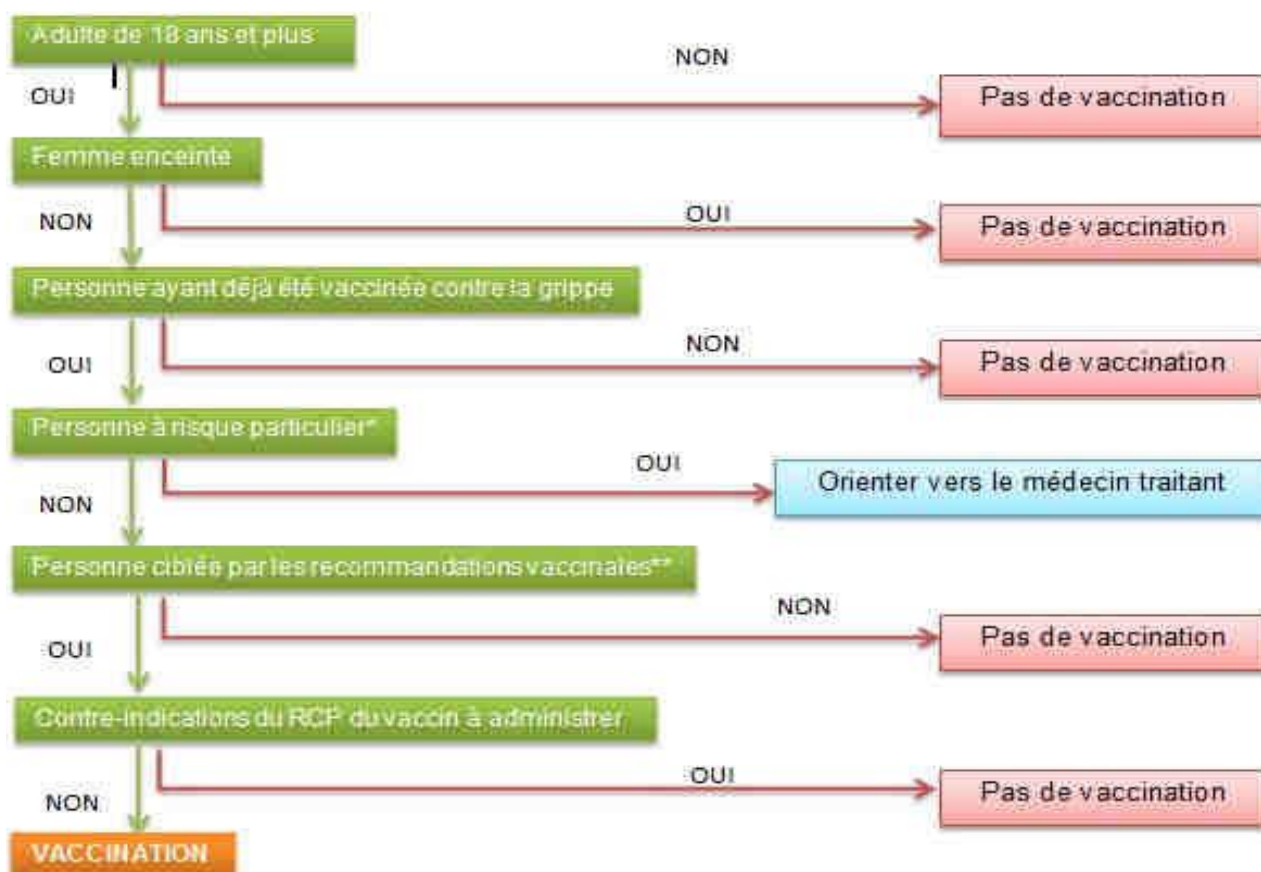 Adulte de 18 ans et plus
NON
OUI
Pas de vaccination
Femme enceinte
NON
OUI
Pas de vaccination
Personne ayant déjà été vaccinée contre la grippe
NON
OUI
Pas de vaccination
Personne à risque particulier*
OUI
NON
Orienter vers le médecin traitant
Personne ciblée par les recommandations vaccinales**
NON
OUI
Pas de vaccination
Contre-indications du RCP du vaccin à administrer
OUI
NON
Pas de vaccination
VACCINATION